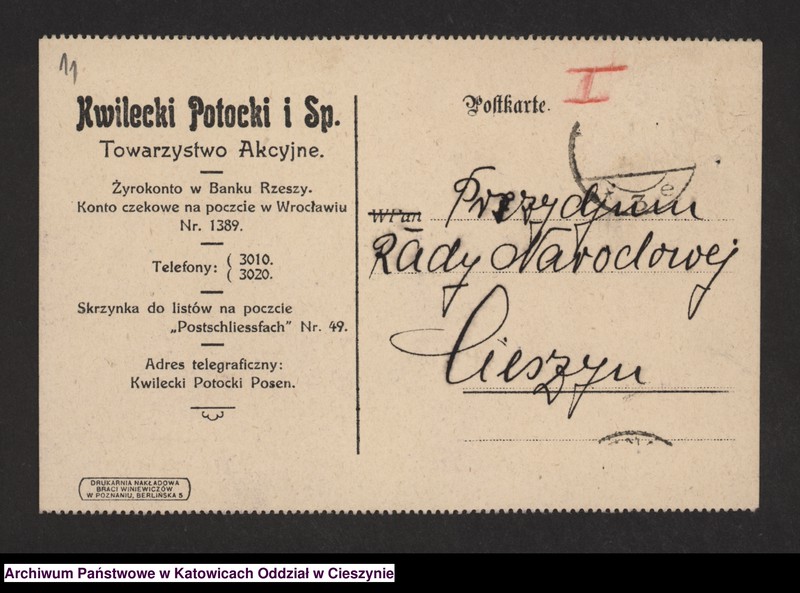 11
Kwilecki Potocki i Sp.
Towarzystwo Akcyjne.
Żyrokonto w Banku Rzeszy.
Konto czekowe na poczcie w Wrocławiu
Nr. 1389.
Telefony: ( 3010.
( 3020.
Skrzynka do listów na poczcie
„Postschliessfach” Nr. 49.
Adres telegraficzny:
Kwilecki Potocki Posen.
DRUKARNIA NAKŁADOWA
BRACI WINIEWICZÓW
W POZNANIU, BERLIŃSKA 5
Postkarte.
I
WPan Prezydjum
Rady Narodowej
Cieszyn
Archiwum Państwowe w Katowicach Oddział w Cieszynie